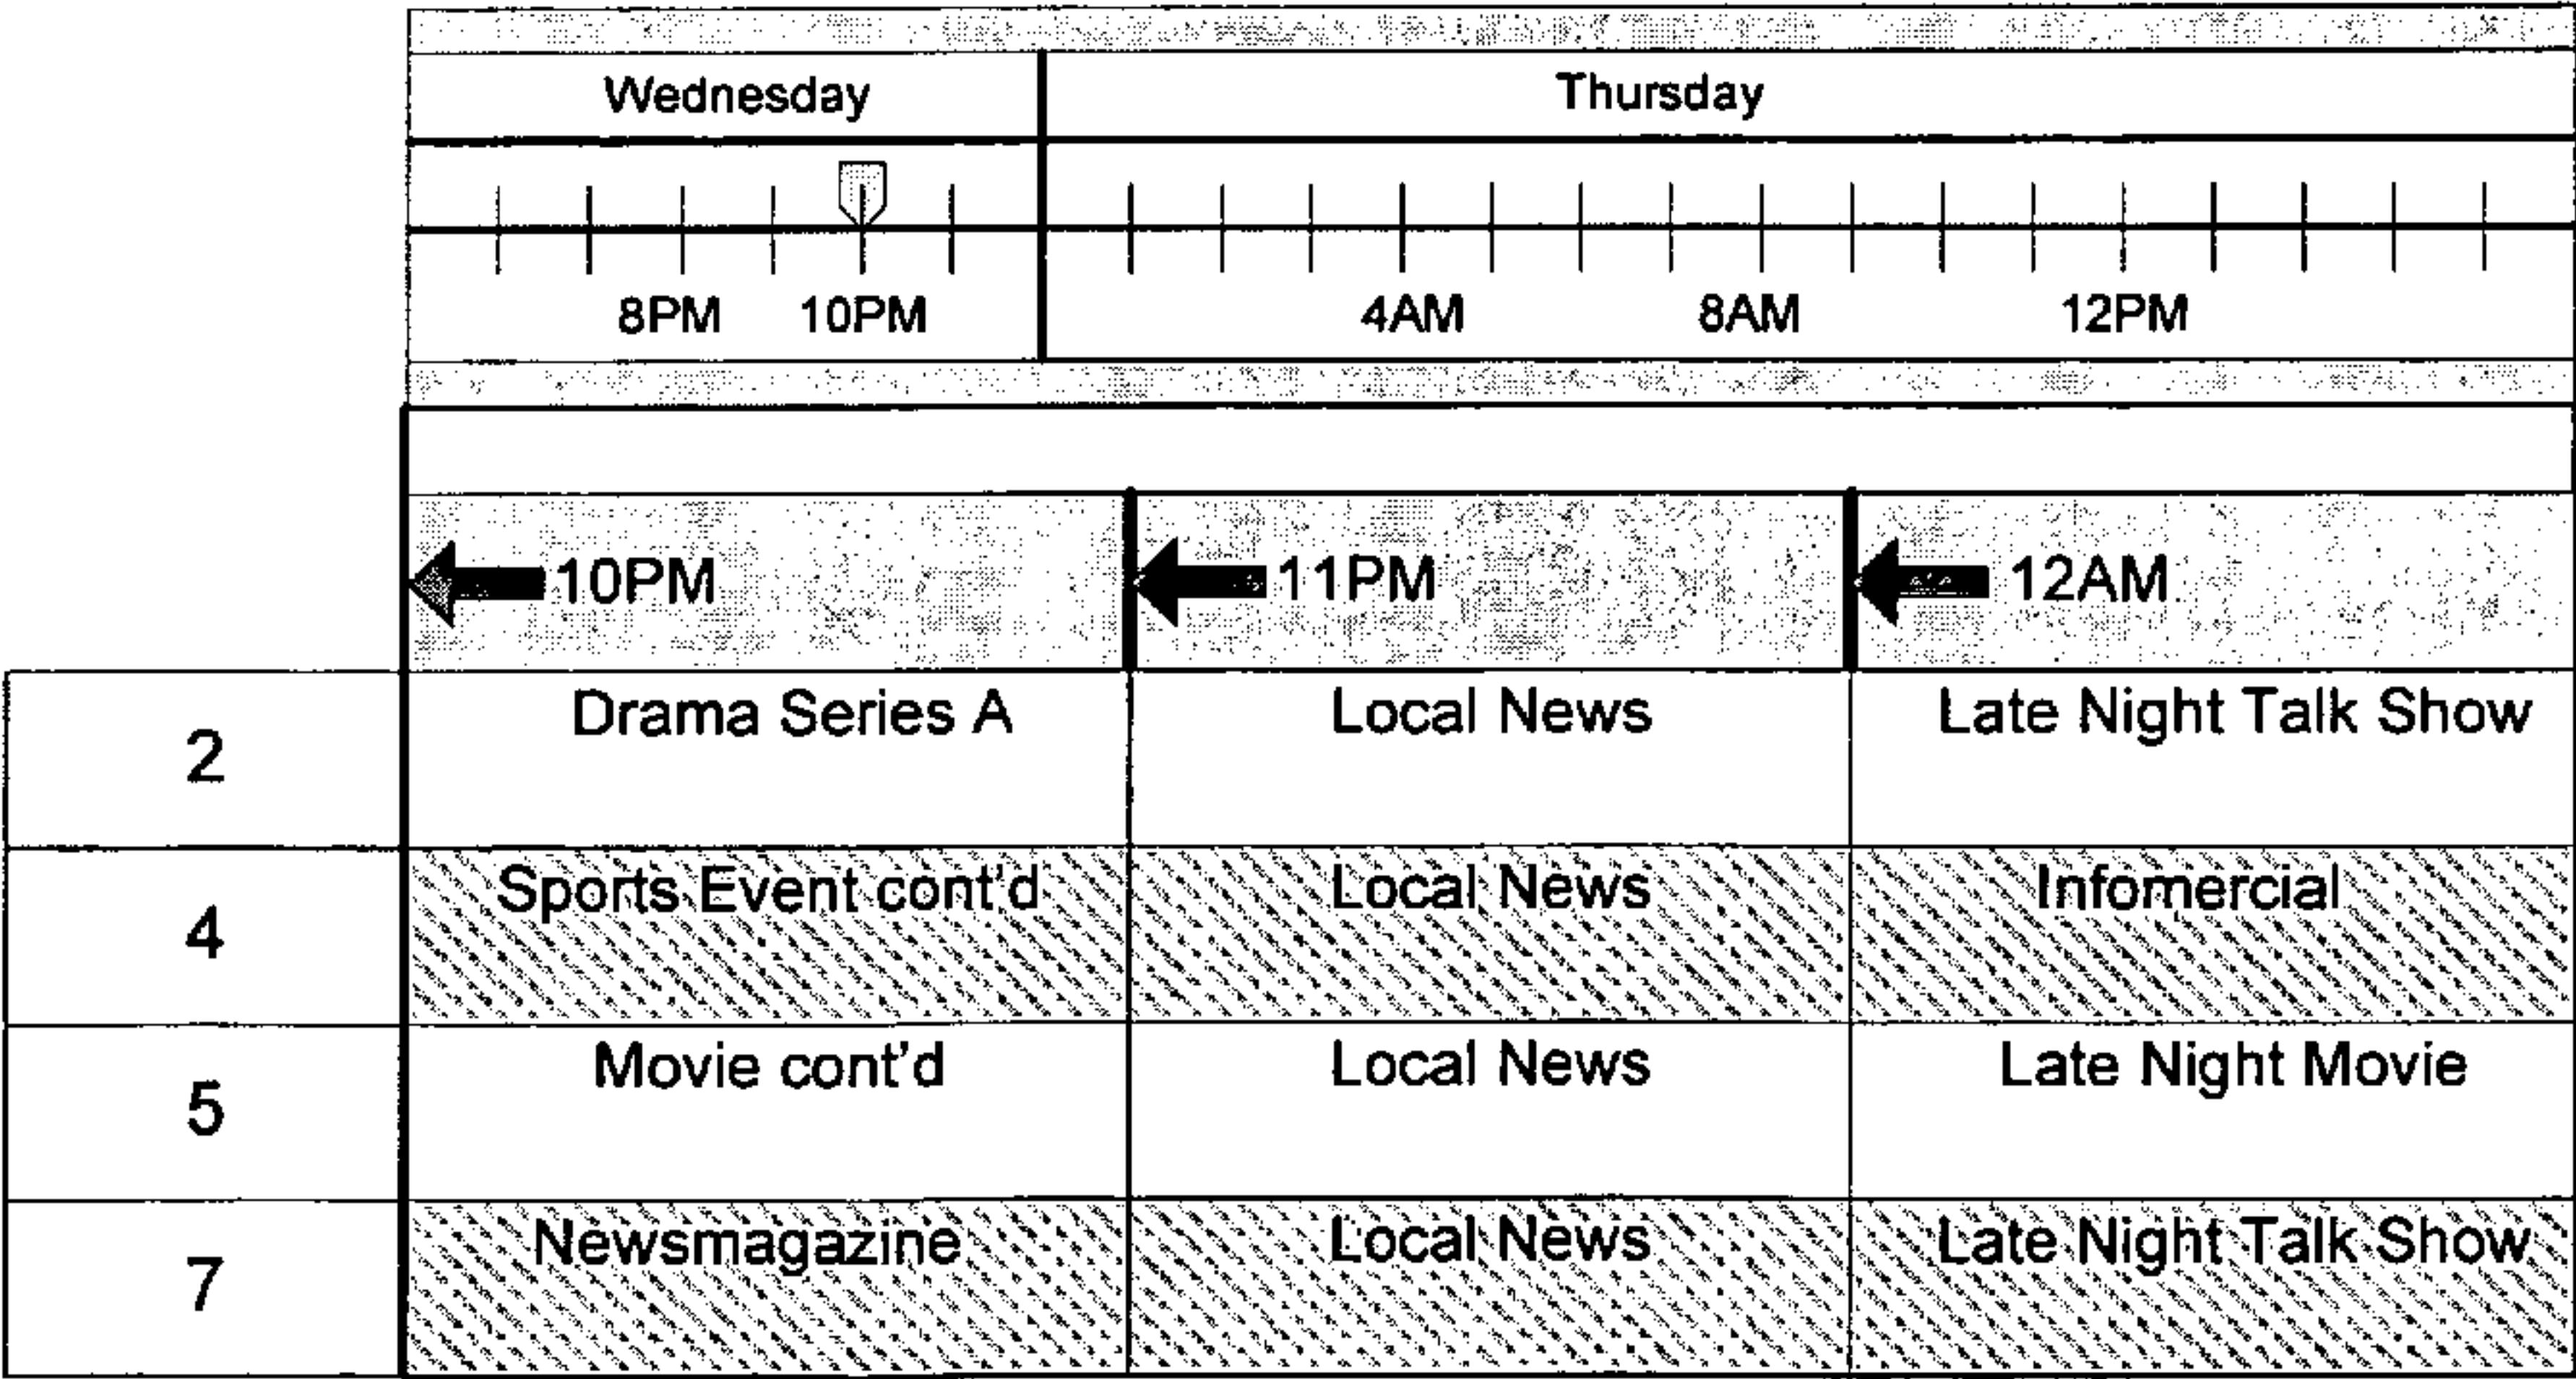 Wednesday Thursday
8PM 10PM 4AM 8AM 12PM
10PM 11PM 12AM
2 Drama Series A Local News Late Night Talk Show
4 Sports Event cont'd Local News Infomercial
5 Movie cont'd Local News Late Night Movie
7 Newsmagazine Local News Late Night Talk Show